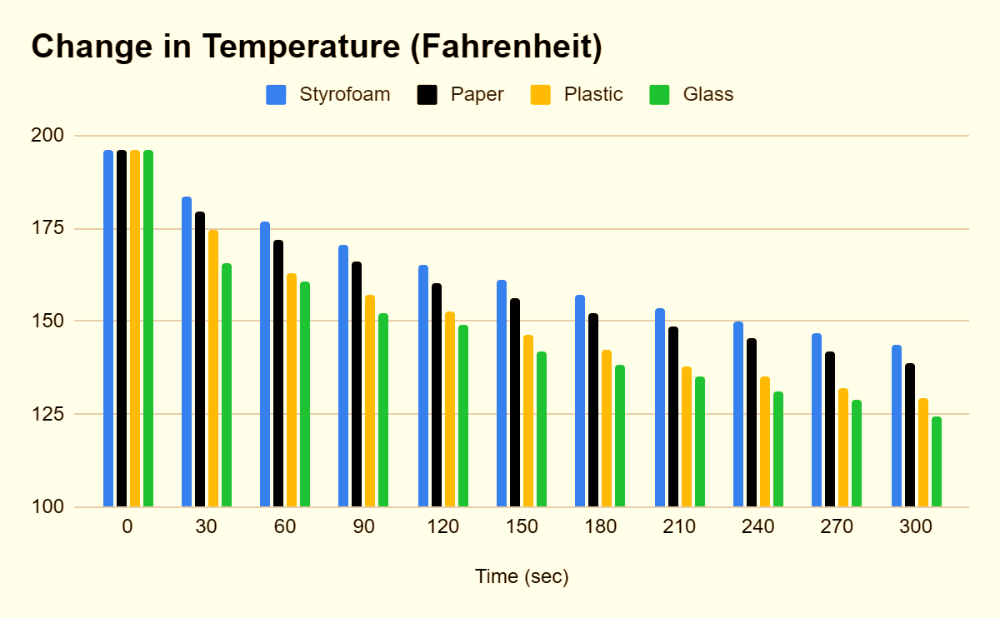 Change in Temperature (Fahrenheit)
Styrofoam Paper Plastic Glass
200
175
150
125
100
0 30 60 90 120 150 180 210 240 270 300
Time (sec)